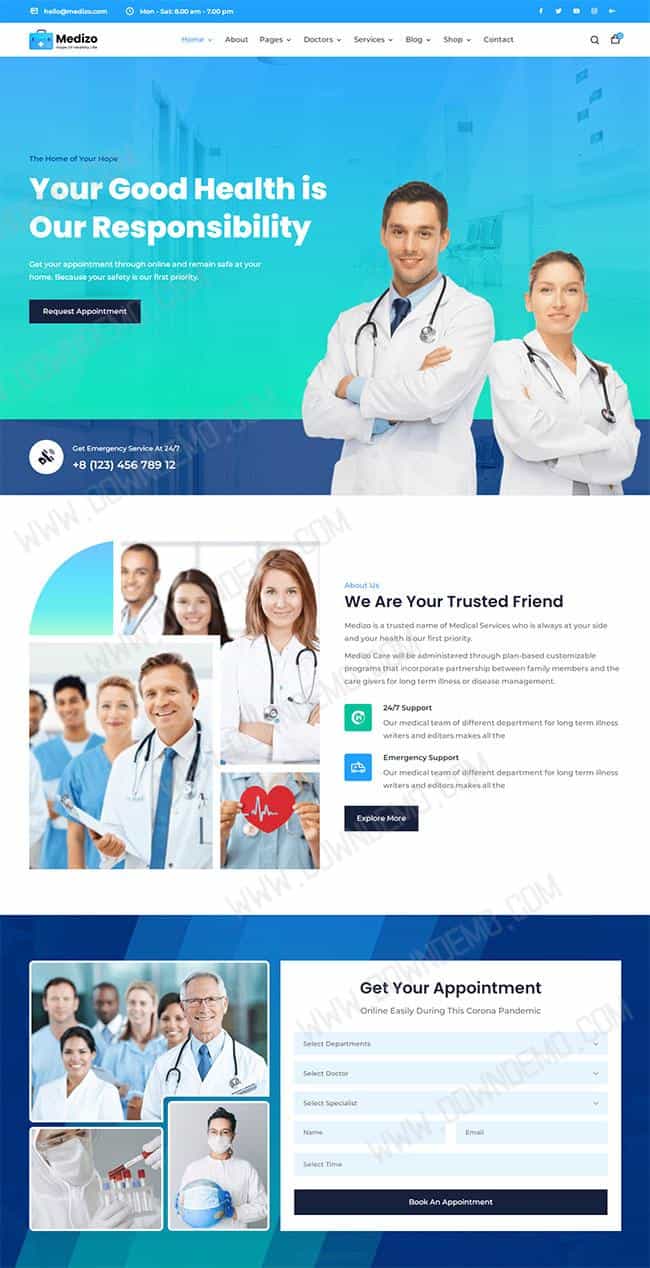 hello@medizo.com
Mon - Sat: 8.00 am - 7.00 pm
Medizo
Hope Of Healthy Life
Home
About
Pages
Doctors
Services
Blog
Shop
Contact
The Home of Your Hope
Your Good Health is
Our Responsibility
Get your appointment through online and remain safe at your
home. Because your safety is our first priority.
Request Appointment
Get Emergency Service At 24/7
+8 (123) 456 789 12
WWW.DOWNDEMO.COM
About Us
We Are Your Trusted Friend
Medizo is a trusted name of Medical Services who is always at your side
and your health is our first priority.
Medizo Care will be administered through plan-based customizable
programs that incorporate partnership between family members and the
care givers for long term illness or disease management.
24/7 Support
Our medical team of different department for long term illness
writers and editors makes all the
Emergency Support
Our medical team of different department for long term illness
writers and editors makes all the
Explore More
WWW.DOWNDEMO.COM
Get Your Appointment
Online Easily During This Corona Pandemic
Select Departments
Select Doctor
Select Specialist
Name
Email
Select Time
Book An Appointment